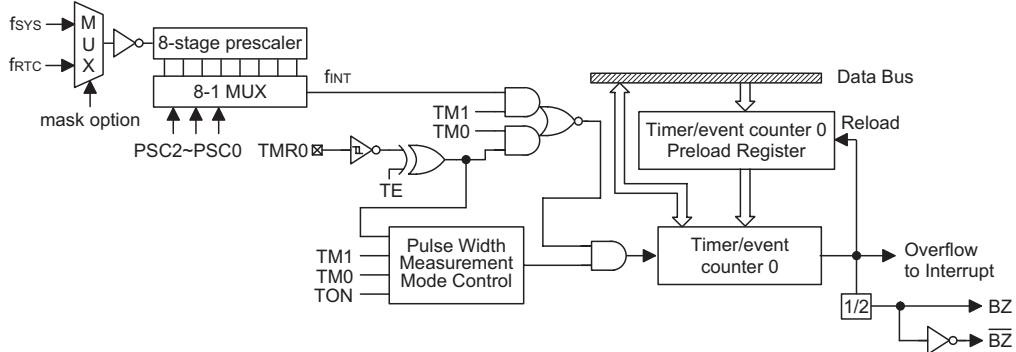 fSYS
M
U
X
8-stage prescaler
fRTC
8-1 MUX
fINT
mask option
PSC2~PSC0
TM1
TM0
TMR0
TE
Data Bus
Timer/event counter 0
Preload Register
Reload
TM1
TM0
TON
Pulse Width
Measurement
Mode Control
Timer/event
counter 0
Overflow
to Interrupt
1/2
BZ
B̅Z̅